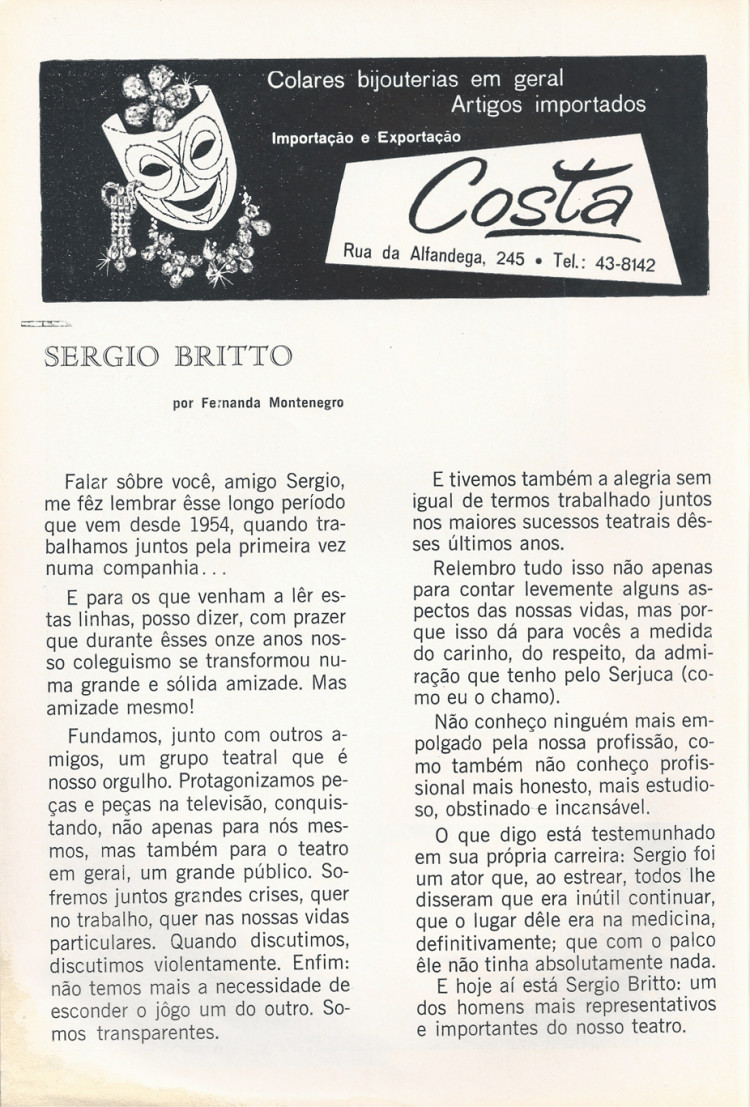 Colares bijouterias em geral
Artigos importados
Importação e Exportação
Costa
Rua da Alfandega, 245 • Tel.: 43-8142
SERGIO BRITTO
por Fernanda Montenegro
Falar sôbre você, amigo Sergio,
me fêz lembrar êsse longo período
que vem desde 1954, quando tra-
balhamos juntos pela primeira vez
numa companhia...
E para os que venham a lêr es-
tas linhas, posso dizer, com prazer
que durante êsses onze anos nos-
so coleguismo se transformou nu-
ma grande e sólida amizade. Mas
amizade mesmo!
Fundamos, junto com outros a-
migos, um grupo teatral que é
nosso orgulho. Protagonizamos pe-
ças e peças na televisão, conquis-
tando, não apenas para nós mes-
mos, mas também para o teatro
em geral, um grande público. So-
fremos juntos grandes crises, quer
no trabalho, quer nas nossas vidas
particulares. Quando discutimos,
discutimos violentamente. Enfim:
não temos mais a necessidade de
esconder o jôgo um do outro. So-
mos transparentes.
E tivemos também a alegria sem
igual de termos trabalhado juntos
nos maiores sucessos teatrais dês-
ses últimos anos.
Relembro tudo isso não apenas
para contar levemente alguns as-
pectos das nossas vidas, mas por-
que isso dá para vocês a medida
do carinho, do respeito, da admi-
ração que tenho pelo Serjuca (co-
mo eu o chamo).
Não conheço ninguém mais em-
polgado pela nossa profissão, co-
mo também não conheço profis-
sional mais honesto, mais estudio-
so, obstinado e incansável.
O que digo está testemunhado
em sua própria carreira: Sergio foi
um ator que, ao estrear, todos lhe
disseram que era inútil continuar,
que o lugar dêle era na medicina,
definitivamente; que com o palco
êle não tinha absolutamente nada.
E hoje aí está Sergio Britto: um
dos homens mais representativos
e importantes do nosso teatro.